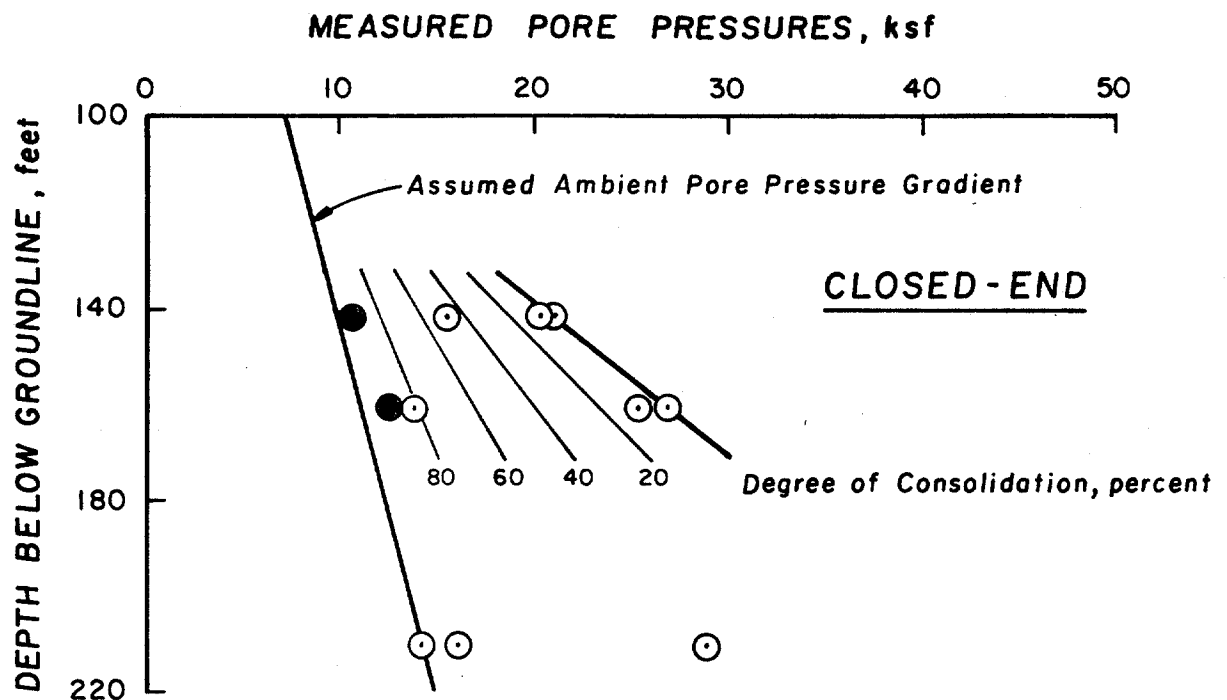 MEASURED PORE PRESSURES, ksf
0 10 20 30 40 50
100
DEPTH BELOW GROUNDLINE, feet
Assumed Ambient Pore Pressure Gradient
CLOSED-END
140
80 60 40 20
Degree of Consolidation, percent
180
220